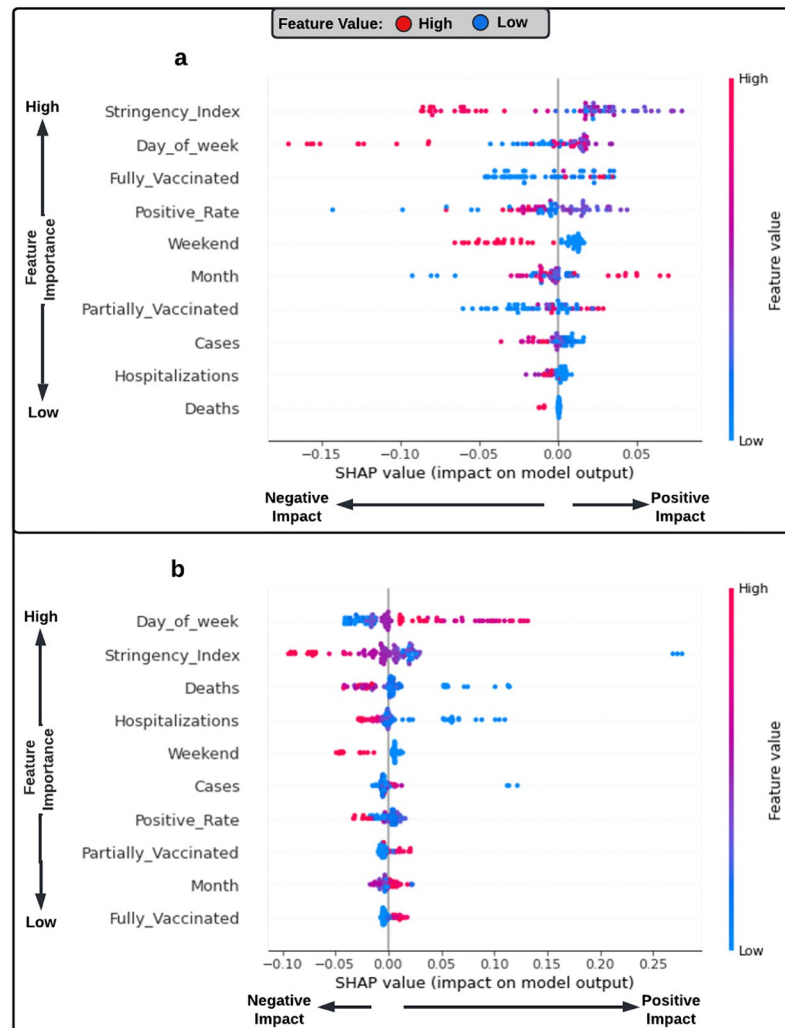 Feature Value: High Low
a
High
Feature
Importance
Low
Stringency_Index
Day_of_week
Fully_Vaccinated
Positive_Rate
Weekend
Month
Partially_Vaccinated
Cases
Hospitalizations
Deaths
−0.15 −0.10 −0.05 0.00 0.05
SHAP value (impact on model output)
Negative
Impact
Positive
Impact
High
Feature value
Low
b
High
Feature
Importance
Low
Day_of_week
Stringency_Index
Deaths
Hospitalizations
Weekend
Cases
Positive_Rate
Partially_Vaccinated
Month
Fully_Vaccinated
−0.10 −0.05 0.00 0.05 0.10 0.15 0.20 0.25
SHAP value (impact on model output)
Negative
Impact
Positive
Impact
High
Feature value
Low